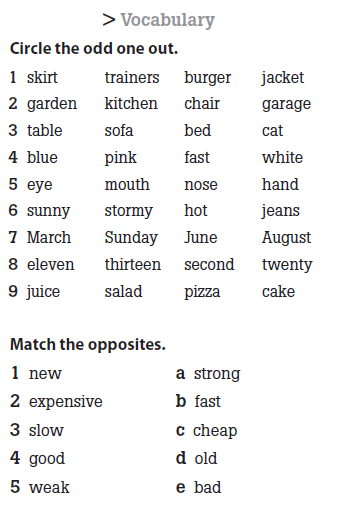 > Vocabulary
Circle the odd one out.
1 skirt trainers burger jacket
2 garden kitchen chair garage
3 table sofa bed cat
4 blue pink fast white
5 eye mouth nose hand
6 sunny stormy hot jeans
7 March Sunday June August
8 eleven thirteen second twenty
9 juice salad pizza cake
Match the opposites.
1 new a strong
2 expensive b fast
3 slow c cheap
4 good d old
5 weak e bad